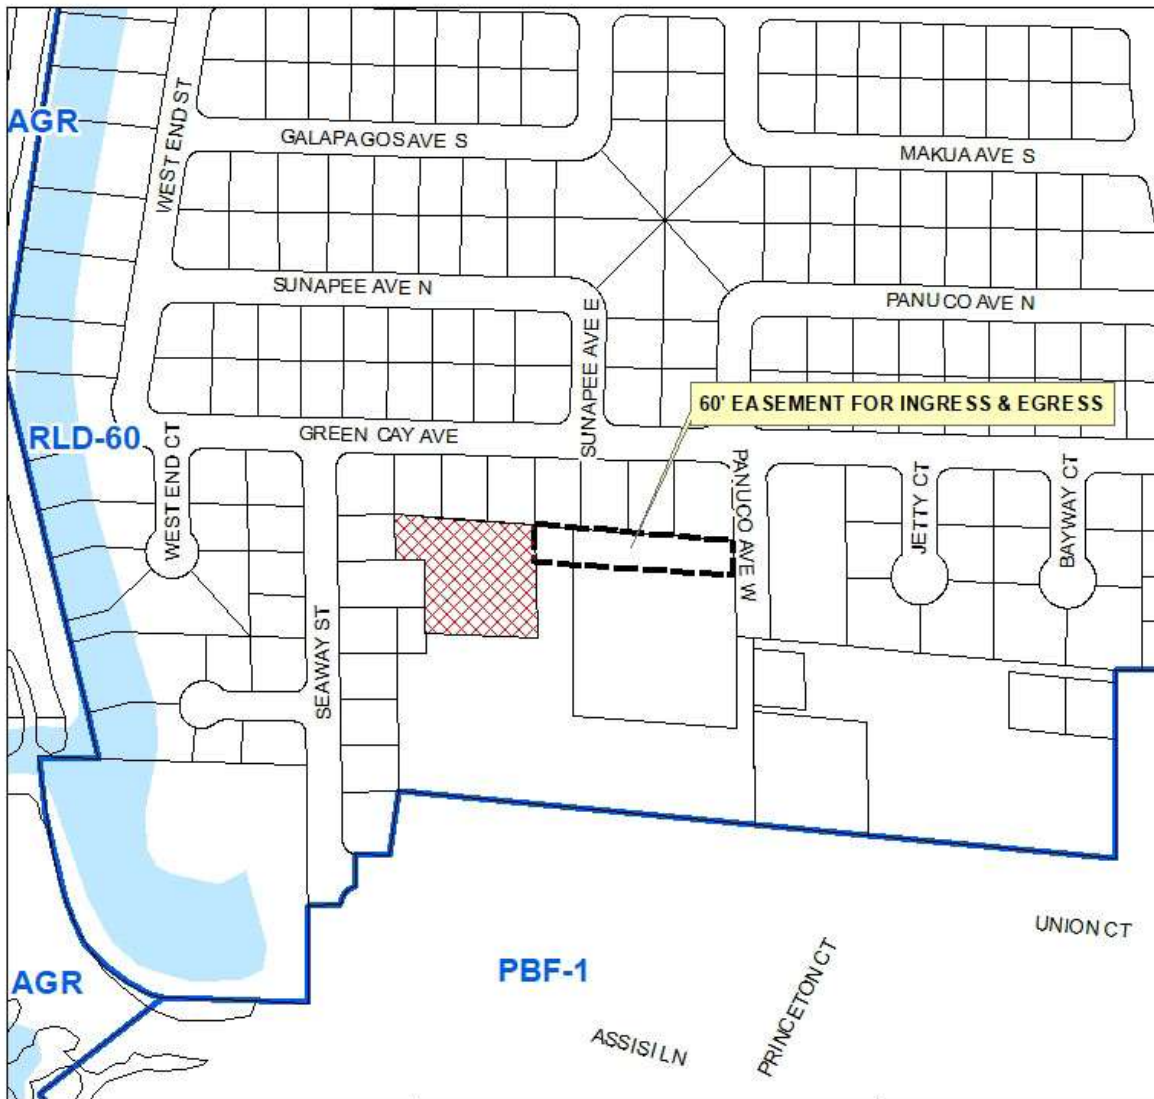 AGR
WEST END ST
GALAPAGOS AVE S
MAKUA AVE S
SUNAPEE AVE N
SUNAPEE AVE E
PANUCO AVE N
60' EASEMENT FOR INGRESS & EGRESS
RLD-60
GREEN CAY AVE
WEST END CT
PANUCO AVE W
JETTY CT
BAYWAY CT
SEAWAY ST
UNION CT
AGR
PBF-1
PRINCETON CT
ASSISI LN